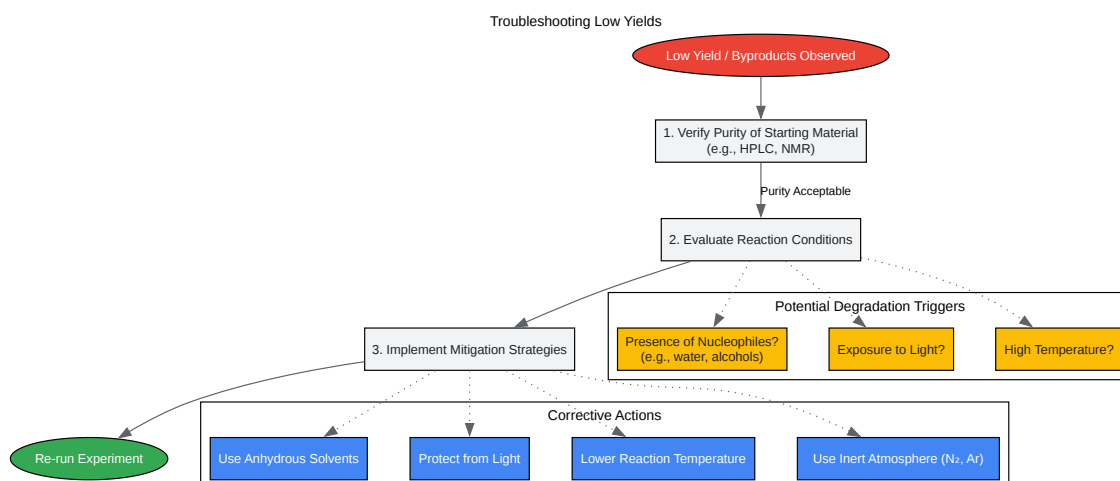 Troubleshooting Low Yields
Low Yield / Byproducts Observed
1. Verify Purity of Starting Material
(e.g., HPLC, NMR)
Purity Acceptable
2. Evaluate Reaction Conditions
Potential Degradation Triggers
Presence of Nucleophiles?
(e.g., water, alcohols)
Exposure to Light?
High Temperature?
3. Implement Mitigation Strategies
Corrective Actions
Re-run Experiment
Use Anhydrous Solvents
Protect from Light
Lower Reaction Temperature
Use Inert Atmosphere (N₂, Ar)